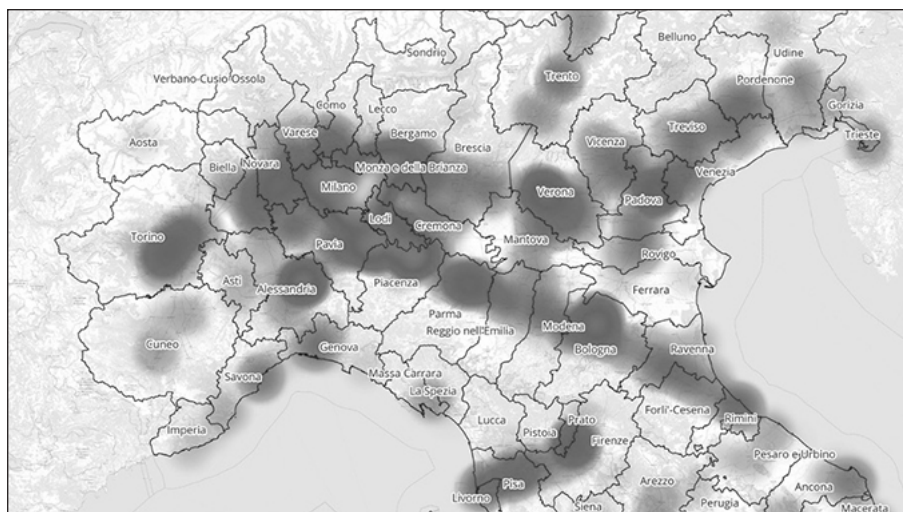 Belluno
Udine
Sondrio
Verbano-Cusio-Ossola
Trento
Pordenone
Como
Lecco
Gorizia
Varese
Bergamo
Treviso
Trieste
Aosta
Vicenza
Brescia
Biella
Novara
Monza e della Brianza
Venezia
Milano
Verona
Padova
Lodi
Cremona
Torino
Pavia
Mantova
Rovigo
Asti
Alessandria
Piacenza
Ferrara
Parma
Reggio nell'Emilia
Modena
Cuneo
Genova
Bologna
Ravenna
Savona
Massa Carrara
La Spezia
Forlì'-Cesena
Rimini
Imperia
Lucca
Pistoia
Prato
Firenze
Pesaro e Urbino
Pisa
Arezzo
Ancona
Livorno
Siena
Perugia
Macerata